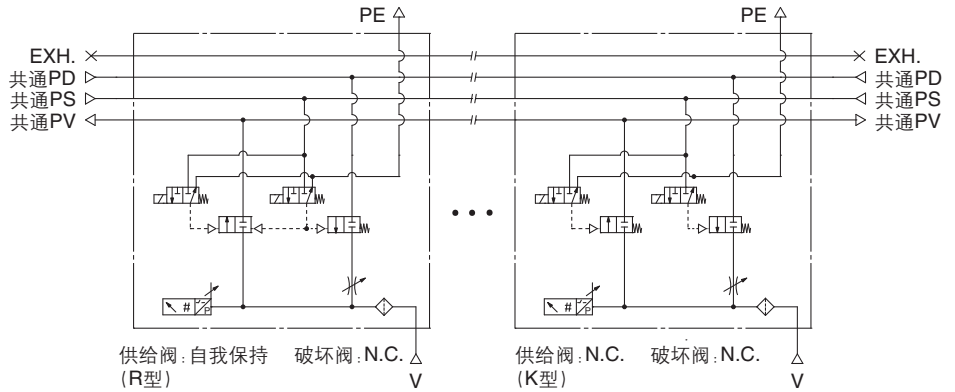 PE PE
EXH. EXH.
共通PD 共通PD
共通PS 共通PS
共通PV 共通PV
# P # P
供给阀:自我保持 破坏阀:N.C. 供给阀:N.C. 破坏阀:N.C.
(R型) V (K型) V